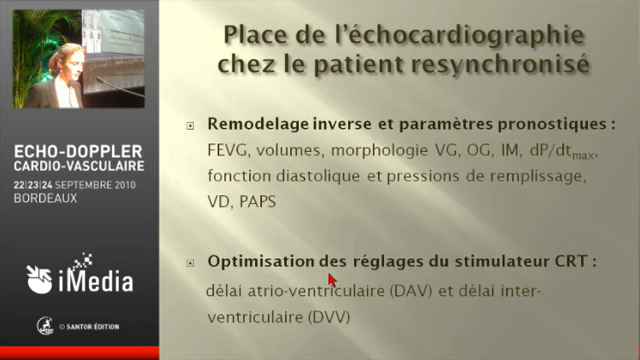 Place de l'échocardiographie
chez le patient resynchronisé
Remodelage inverse et paramètres pronostiques :
FEVG, volumes, morphologie VG, OG, IM, dP/dtmax,
fonction diastolique et pressions de remplissage,
VD, PAPS
Optimisation des réglages du stimulateur CRT :
délai atrio-ventriculaire (DAV) et délai inter-
ventriculaire (DVV)
ECHO-DOPPLER
CARDIO-VASCULAIRE
22|23|24 SEPTEMBRE 2010
BORDEAUX
iMedia
© SANTOR ÉDITION